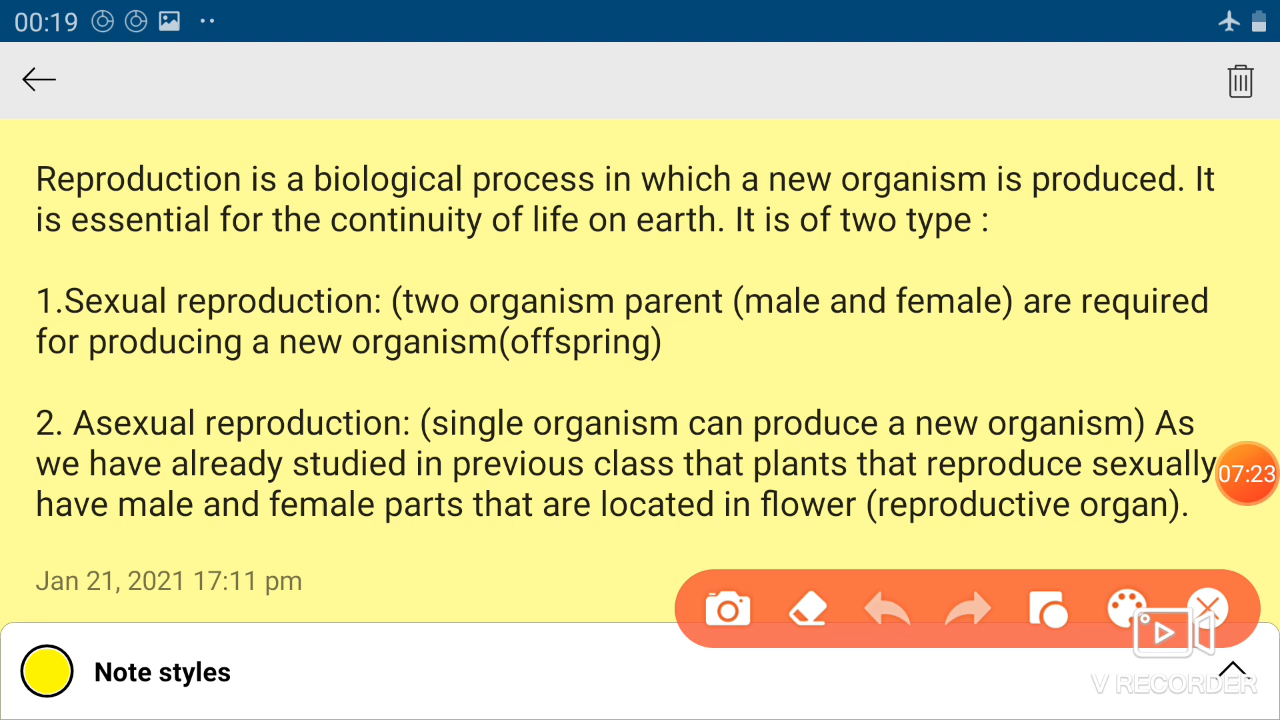 00:19
Reproduction is a biological process in which a new organism is produced. It
is essential for the continuity of life on earth. It is of two type :
1.Sexual reproduction: (two organism parent (male and female) are required
for producing a new organism(offspring)
2. Asexual reproduction: (single organism can produce a new organism) As
we have already studied in previous class that plants that reproduce sexually
07:23
have male and female parts that are located in flower (reproductive organ).
Jan 21, 2021 17:11 pm
Note styles
V RECORDER